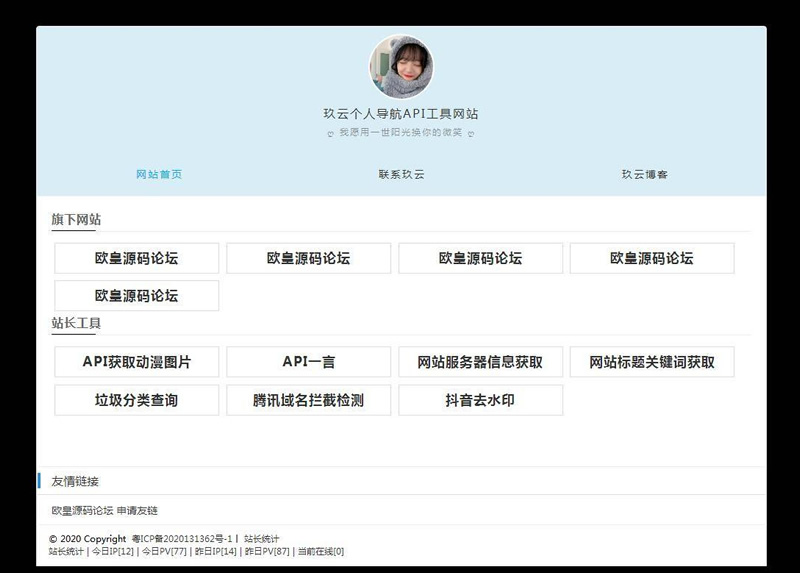 玖云个人导航API工具网站
ღ 我愿用一世阳光换你的微笑 ღ
网站首页 联系玖云 玖云博客
旗下网站
欧皇源码论坛 欧皇源码论坛 欧皇源码论坛 欧皇源码论坛
欧皇源码论坛
站长工具
API获取动漫图片 API一言 网站服务器信息获取 网站标题关键词获取
垃圾分类查询 腾讯域名拦截检测 抖音去水印
友情链接
欧皇源码论坛 申请友链
© 2020 Copyright 粤ICP备2020131362号-1 | 站长统计
站长统计 | 今日IP[12] | 今日PV[77] | 昨日IP[14] | 昨日PV[87] | 当前在线[0]